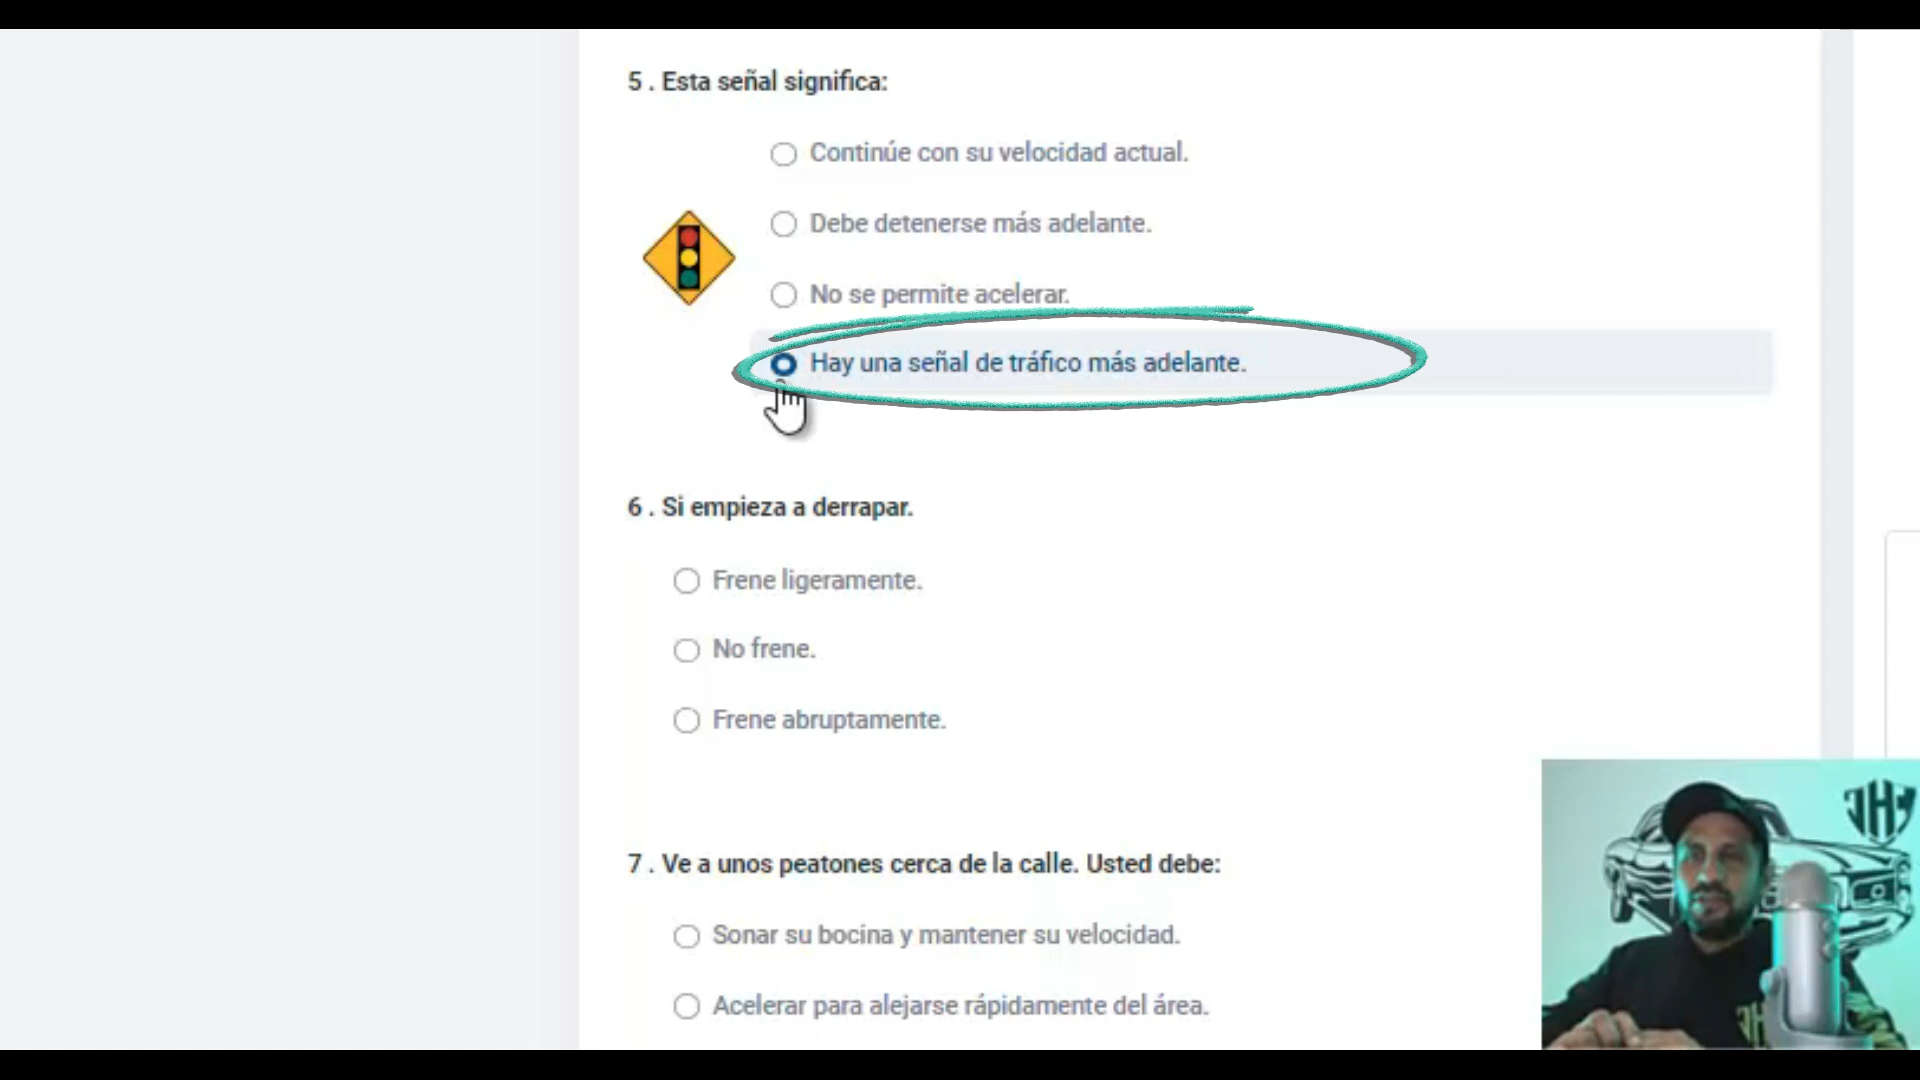 5 . Esta señal significa:
Continúe con su velocidad actual.
Debe detenerse más adelante.
No se permite acelerar.
Hay una señal de tráfico más adelante.
6 . Si empieza a derrapar.
Frene ligeramente.
No frene.
Frene abruptamente.
7 . Ve a unos peatones cerca de la calle. Usted debe:
Sonar su bocina y mantener su velocidad.
Acelerar para alejarse rápidamente del área.
JHS